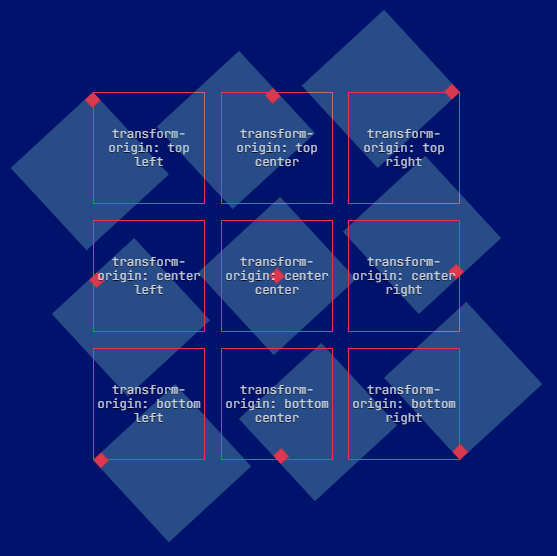 transform-
origin: top
left
transform-
origin: top
center
transform-
origin: top
right
transform-
origin: center
left
transform-
origin: center
center
transform-
origin: center
right
transform-
origin: bottom
left
transform-
origin: bottom
center
transform-
origin: bottom
right